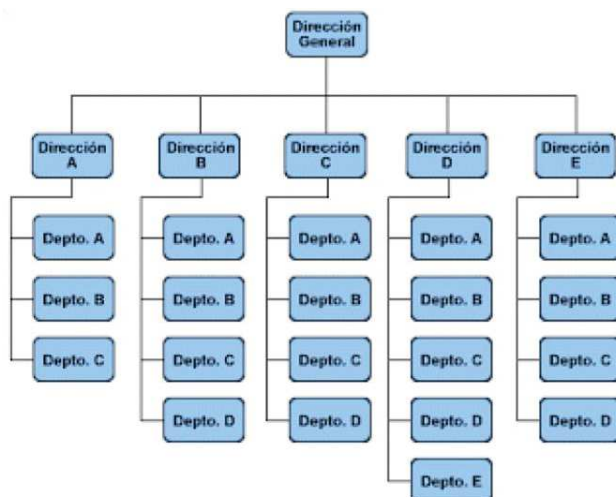 Dirección
General
Dirección
A
Dirección
B
Dirección
C
Dirección
D
Dirección
E
Depto. A
Depto. B
Depto. C
Depto. A
Depto. B
Depto. C
Depto. D
Depto. A
Depto. B
Depto. C
Depto. D
Depto. A
Depto. B
Depto. C
Depto. D
Depto. E
Depto. A
Depto. B
Depto. C
Depto. D